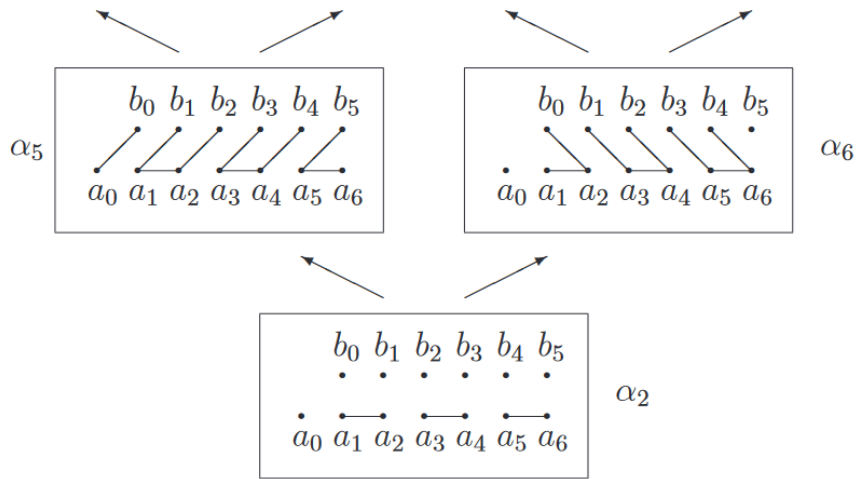 b₀ b₁ b₂ b₃ b₄ b₅
α₅
a₀ a₁ a₂ a₃ a₄ a₅ a₆
b₀ b₁ b₂ b₃ b₄ b₅
α₆
a₀ a₁ a₂ a₃ a₄ a₅ a₆
b₀ b₁ b₂ b₃ b₄ b₅
α₂
a₀ a₁ a₂ a₃ a₄ a₅ a₆